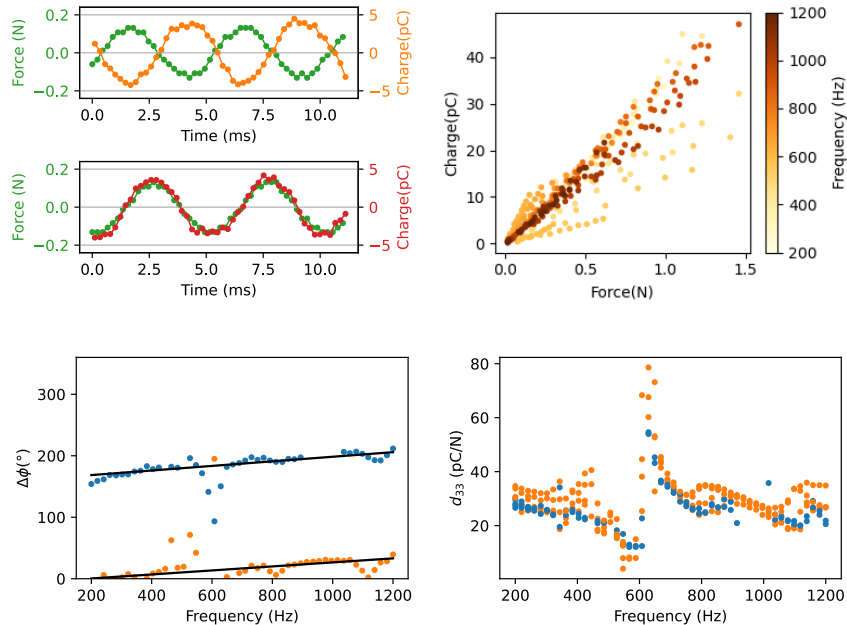 0.2
0.0
−0.2
Force (N)
5
0
−5
Charge(pC)
0.0 2.5 5.0 7.5 10.0
Time (ms)
0.2
0.0
−0.2
Force (N)
5
0
−5
Charge(pC)
0.0 2.5 5.0 7.5 10.0
Time (ms)
40
30
20
10
0
Charge(pC)
0.0 0.5 1.0 1.5
Force(N)
1200
1000
800
600
400
200
Frequency (Hz)
300
200
100
0
Δϕ(°)
200 400 600 800 1000 1200
Frequency (Hz)
80
60
40
20
d₃₃ (pC/N)
200 400 600 800 1000 1200
Frequency (Hz)